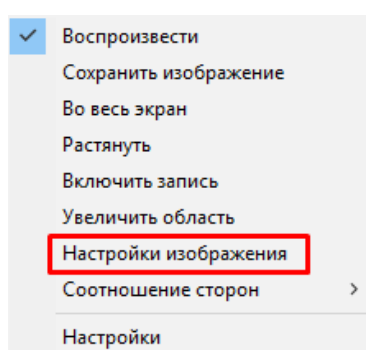 Воспроизвести
Сохранить изображение
Во весь экран
Растянуть
Включить запись
Увеличить область
Настройки изображения
Соотношение сторон
Настройки